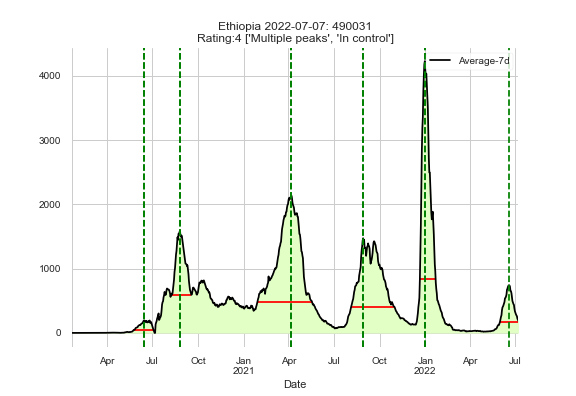 Ethiopia 2022-07-07: 490031
Rating:4 ['Multiple peaks', 'In control']
Average-7d
4000
3000
2000
1000
0
Apr Jul Oct Jan Apr Jul Oct Jan Apr Jul
2021 2022
Date